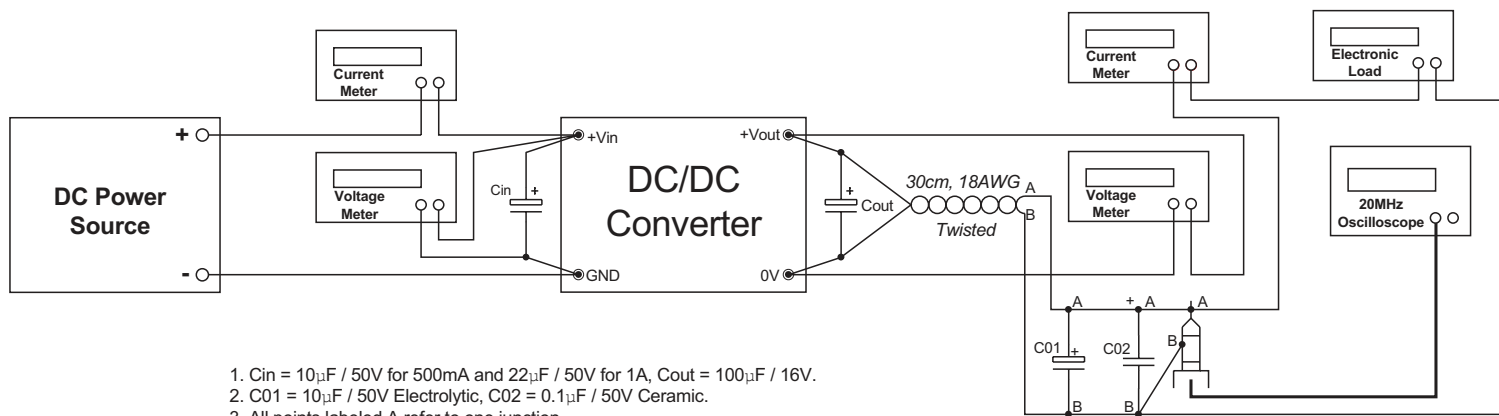 Current
Meter
Current
Meter
Electronic
Load
DC Power
Source
+
-
Voltage
Meter
Cin
+
+Vin
GND
DC/DC
Converter
+Vout
0V
+
Cout
30cm, 18AWG
Twisted
A
B
Voltage
Meter
20MHz
Oscilloscope
A
+ A
A
C01
+
C02
B
B
B
1. Cin = 10μF / 50V for 500mA and 22μF / 50V for 1A, Cout = 100μF / 16V.
2. C01 = 10μF / 50V Electrolytic, C02 = 0.1μF / 50V Ceramic.